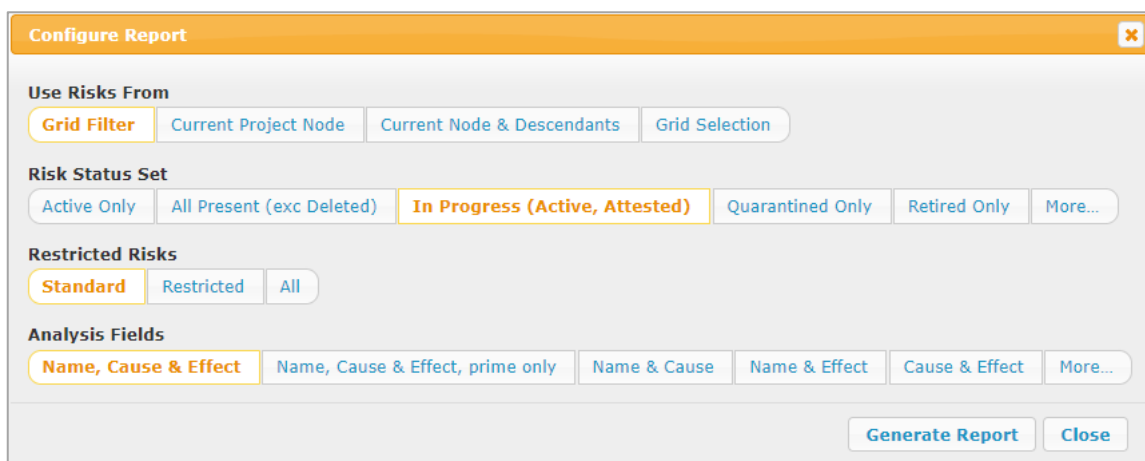 Configure Report
Use Risks From
Grid Filter Current Project Node Current Node & Descendants Grid Selection
Risk Status Set
Active Only All Present (exc Deleted) In Progress (Active, Attested) Quarantined Only Retired Only More...
Restricted Risks
Standard Restricted All
Analysis Fields
Name, Cause & Effect Name, Cause & Effect, prime only Name & Cause Name & Effect Cause & Effect More...
Generate Report Close